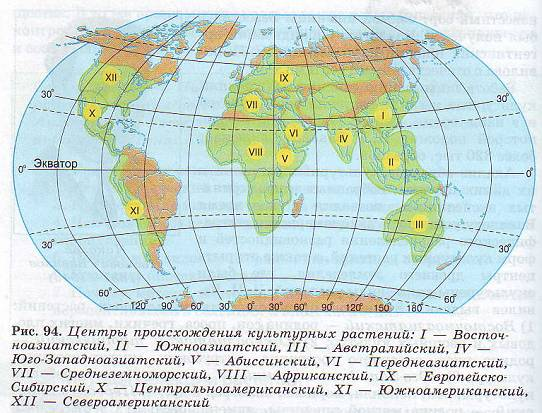 XII
IX
30°
30°
X
VII
I
VI
IV
Экватор
VIII
V
II
0°
0°
XI
III
30°
30°
60°
60°
120° 90° 60° 30° 0° 30° 60° 90° 120° 150° 180°
Рис. 94. Центры происхождения культурных растений: I — Восточ-
ноазиатский, II — Южноазиатский, III — Австралийский, IV —
Юго-Западноазиатский, V — Абиссинский, VI — Переднеазиатский,
VII — Среднеземноморский, VIII — Африканский, IX — Европейско-
Сибирский, X — Центральноамериканский, XI — Южноамериканский,
XII — Североамериканский